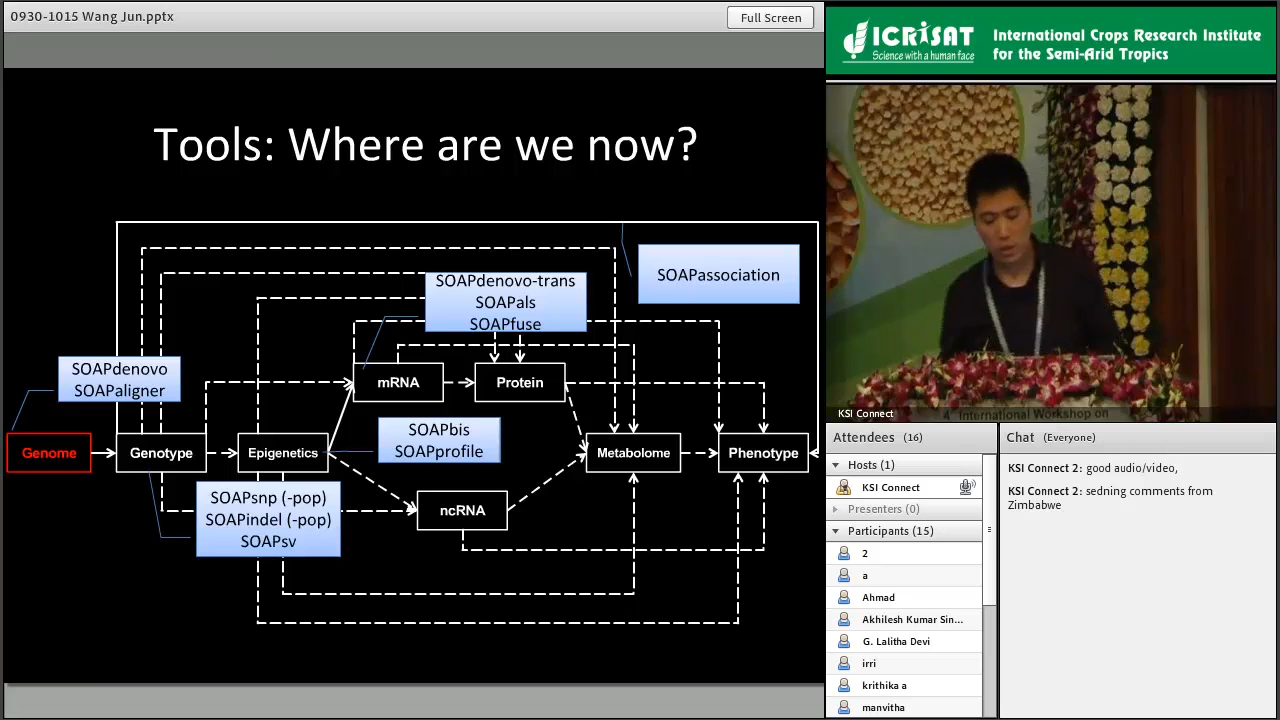 0930-1015 Wang Jun.pptx
Full Screen
Tools: Where are we now?
SOAPassociation
SOAPdenovo-trans
SOAPals
SOAPfuse
SOAPdenovo
SOAPaligner
mRNA
Protein
SOAPbis
SOAPprofile
Genome
Genotype
Epigenetics
Metabolome
Phenotype
SOAPsnp (-pop)
SOAPindel (-pop)
SOAPsv
ncRNA
ICRISAT
Science with a human face
International Crops Research Institute
for the Semi-Arid Tropics
KSI Connect
4
International Workshop on
Attendees (16)
Hosts (1)
KSI Connect
Presenters (0)
Participants (15)
2
a
Ahmad
Akhilesh Kumar Sin...
G. Lalitha Devi
irri
krithika a
manvitha
Chat (Everyone)
KSI Connect 2: good audio/video,
KSI Connect 2: sedning comments from
Zimbabwe